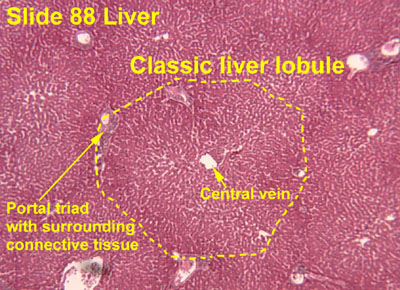 Slide 88 Liver
Classic liver lobule
Central vein
Portal triad
with surrounding
connective tissue